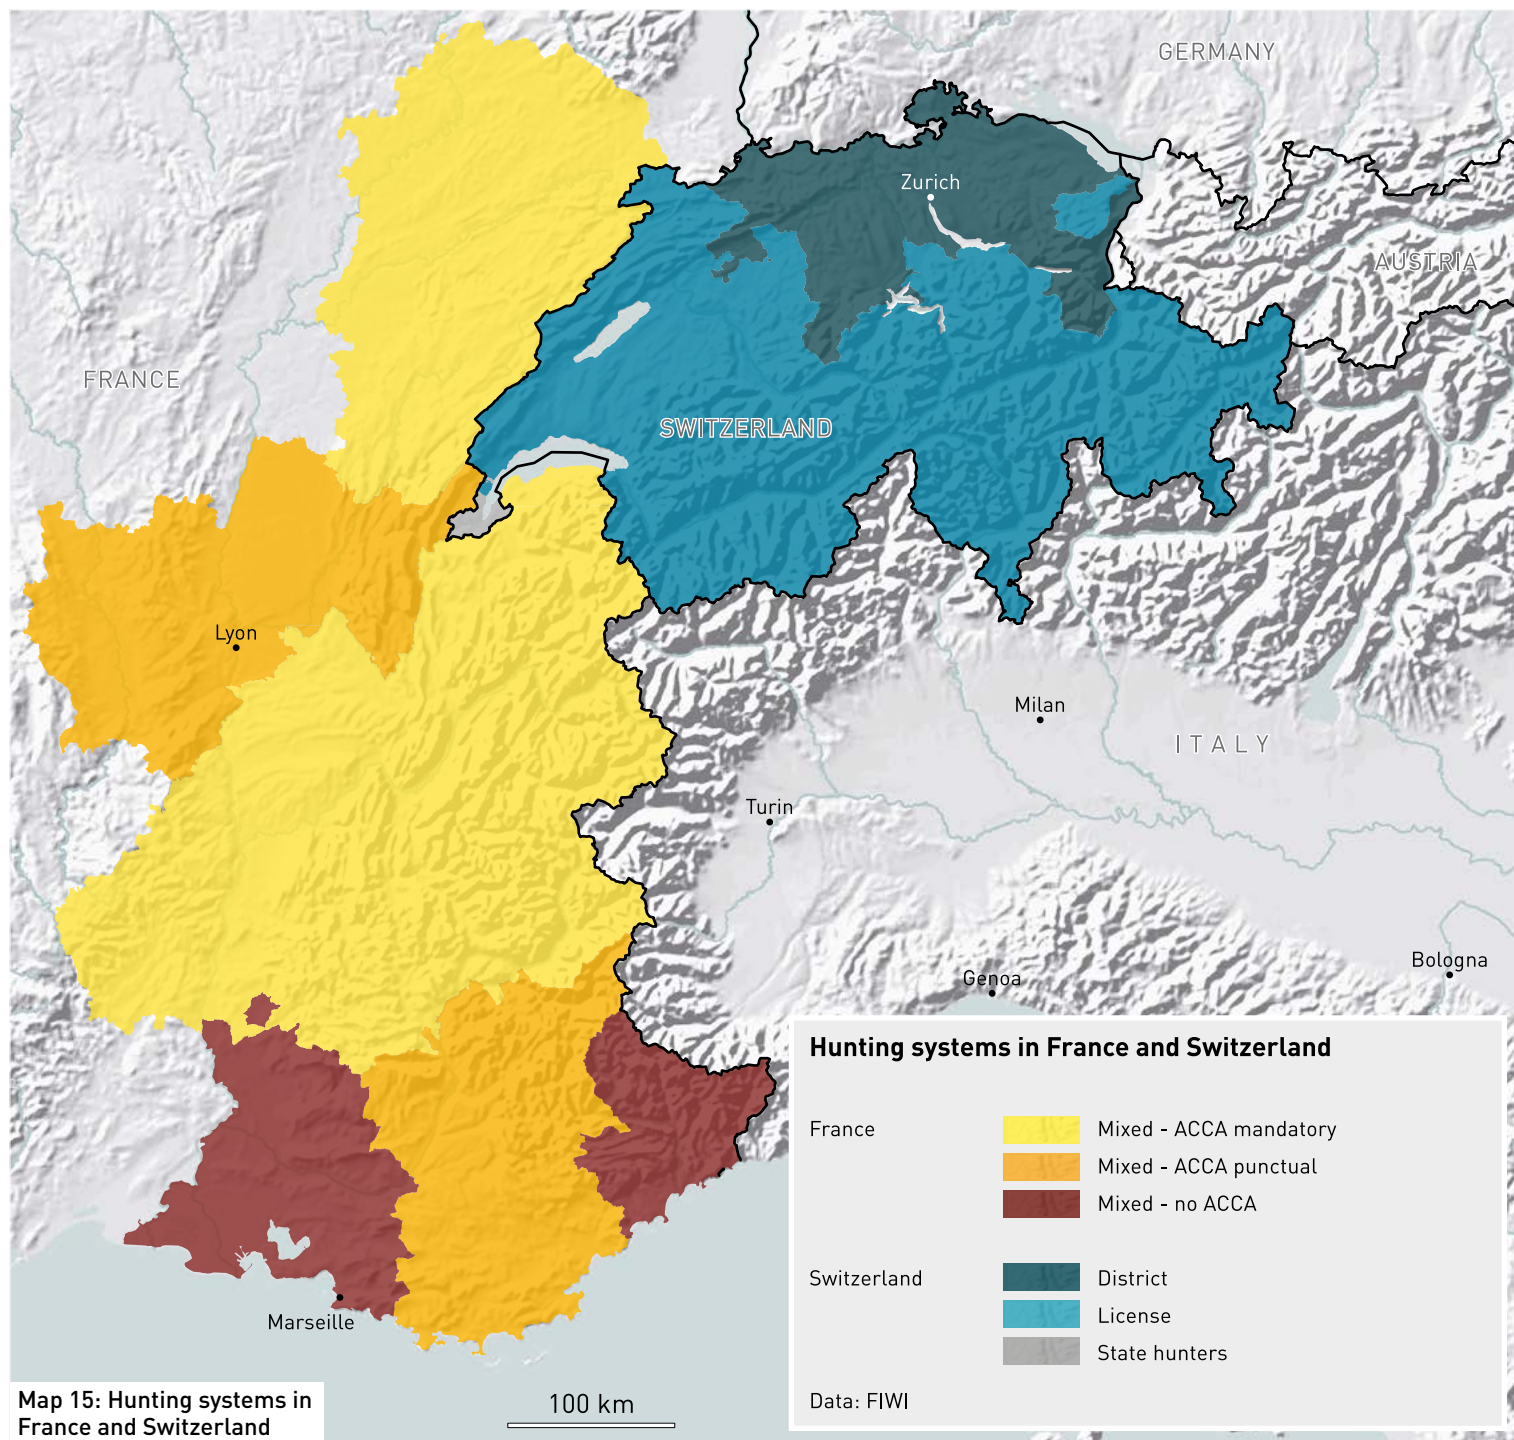 GERMANY
Zurich
AUSTRIA
FRANCE
SWITZERLAND
Lyon
Milan
ITALY
Turin
Bologna
Genoa
Marseille
Hunting systems in France and Switzerland
France
Mixed - ACCA mandatory
Mixed - ACCA punctual
Mixed - no ACCA
Switzerland
District
License
State hunters
Data: FIWI
100 km
Map 15: Hunting systems in
France and Switzerland